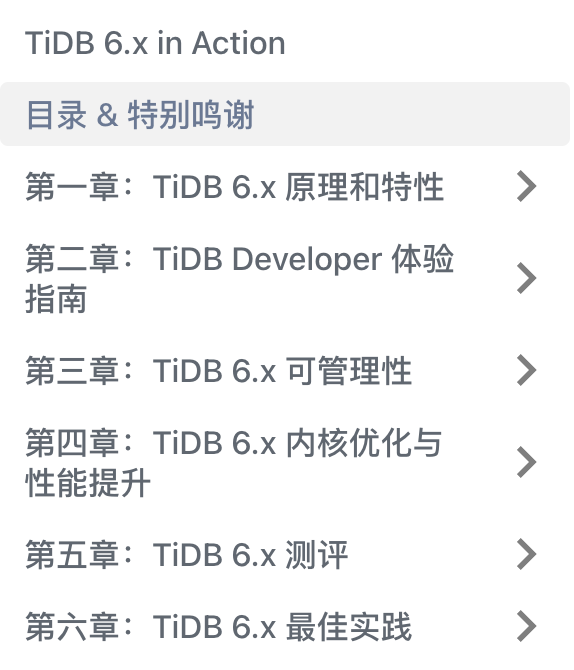 TiDB 6.x in Action
目录 & 特别鸣谢
第一章：TiDB 6.x 原理和特性
第二章：TiDB Developer 体验
指南
第三章：TiDB 6.x 可管理性
第四章：TiDB 6.x 内核优化与
性能提升
第五章：TiDB 6.x 测评
第六章：TiDB 6.x 最佳实践